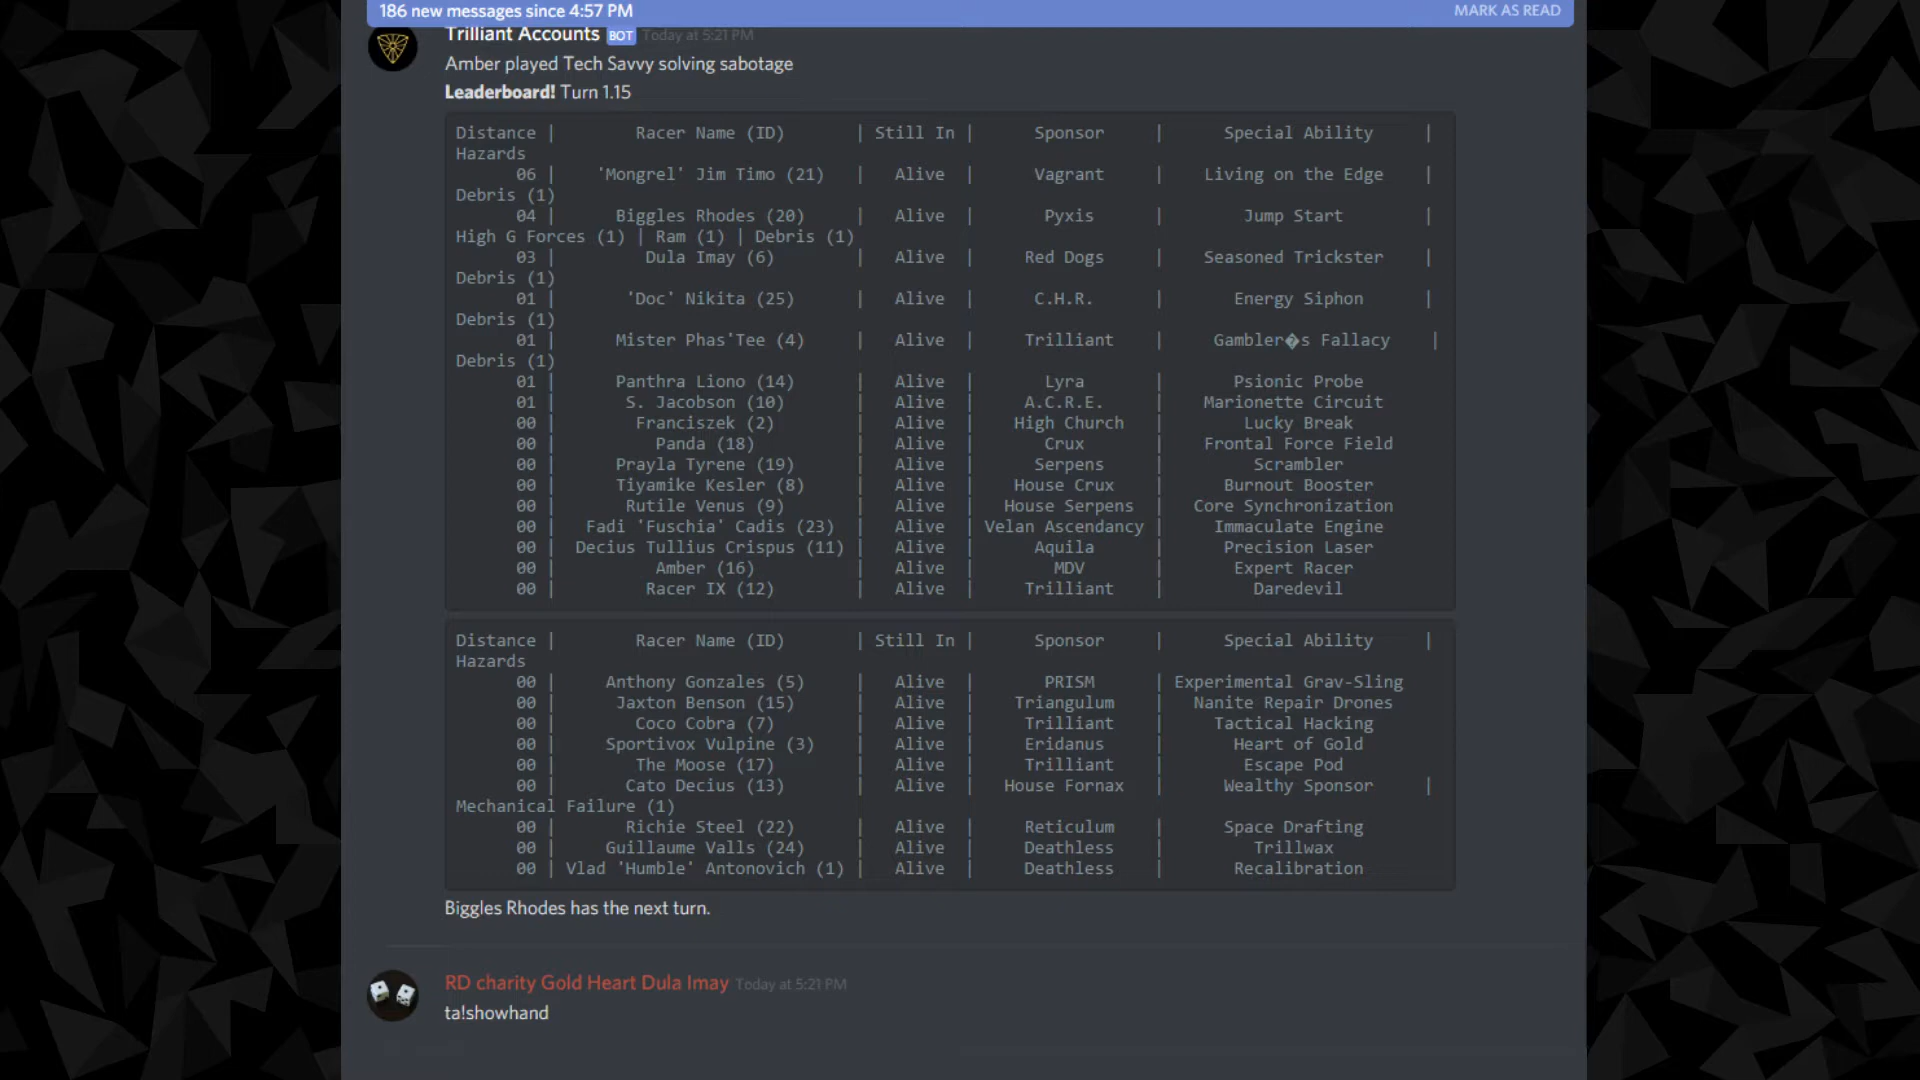 186 new messages since 4:57 PM MARK AS READ
Trilliant Accounts BOT Today at 5:21 PM
Amber played Tech Savvy solving sabotage
Leaderboard! Turn 1.15
Distance | Racer Name (ID) | Still In | Sponsor | Special Ability |
Hazards
06 | 'Mongrel' Jim Timo (21) | Alive | Vagrant | Living on the Edge |
Debris (1)
04 | Biggles Rhodes (20) | Alive | Pyxis | Jump Start |
High G Forces (1) | Ram (1) | Debris (1)
03 | Dula Imay (6) | Alive | Red Dogs | Seasoned Trickster |
Debris (1)
01 | 'Doc' Nikita (25) | Alive | C.H.R. | Energy Siphon |
Debris (1)
01 | Mister Phas'Tee (4) | Alive | Trilliant | Gambler�s Fallacy |
Debris (1)
01 | Panthra Liono (14) | Alive | Lyra | Psionic Probe
01 | S. Jacobson (10) | Alive | A.C.R.E. | Marionette Circuit
00 | Franciszek (2) | Alive | High Church | Lucky Break
00 | Panda (18) | Alive | Crux | Frontal Force Field
00 | Prayla Tyrene (19) | Alive | Serpens | Scrambler
00 | Tiyamike Kesler (8) | Alive | House Crux | Burnout Booster
00 | Rutile Venus (9) | Alive | House Serpens | Core Synchronization
00 | Fadi 'Fuschia' Cadis (23) | Alive | Velan Ascendancy | Immaculate Engine
00 | Decius Tullius Crispus (11) | Alive | Aquila | Precision Laser
00 | Amber (16) | Alive | MDV | Expert Racer
00 | Racer IX (12) | Alive | Trilliant | Daredevil
Distance | Racer Name (ID) | Still In | Sponsor | Special Ability |
Hazards
00 | Anthony Gonzales (5) | Alive | PRISM | Experimental Grav-Sling
00 | Jaxton Benson (15) | Alive | Triangulum | Nanite Repair Drones
00 | Coco Cobra (7) | Alive | Trilliant | Tactical Hacking
00 | Sportivox Vulpine (3) | Alive | Eridanus | Heart of Gold
00 | The Moose (17) | Alive | Trilliant | Escape Pod
00 | Cato Decius (13) | Alive | House Fornax | Wealthy Sponsor |
Mechanical Failure (1)
00 | Richie Steel (22) | Alive | Reticulum | Space Drafting
00 | Guillaume Valls (24) | Alive | Deathless | Trillwax
00 | Vlad 'Humble' Antonovich (1) | Alive | Deathless | Recalibration
Biggles Rhodes has the next turn.
RD charity Gold Heart Dula Imay Today at 5:21 PM
ta!showhand